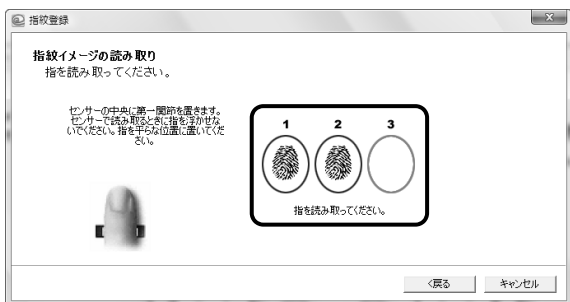 指紋登録
指紋イメージの読み取り
指を読み取ってください。
センサーの中央に第一関節を置きます。
センサーで読み取るときに指を浮かせな
いでください。指を平らな位置に置いてくだ
さい。
1 2 3
指を読み取ってください。
<戻る キャンセル